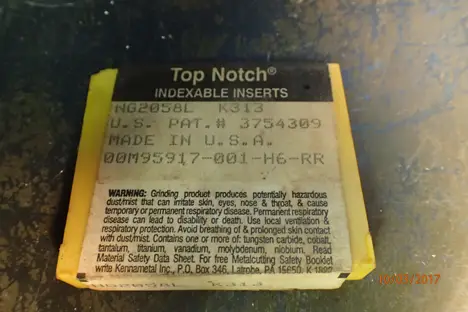 Top Notch®
INDEXABLE INSERTS
NG2058L K313
U.S. PAT.# 3754309
MADE IN U.S.A.
00M95917-001-H6-RR
WARNING: Grinding product produces potentially hazardous
dust/mist that can irritate skin, eyes, nose & throat, & cause
temporary or permanent respiratory disease. Permanent respiratory
disease can lead to disability or death. Use local ventilation &
respiratory protection. Avoid breathing of & prolonged skin contact
with dust/mist. Contains one or more of: tungsten carbide, cobalt,
tantalum, titanium, vanadium, molybdenum, niobium. Read
Material Safety Data Sheet. For free Metalcutting Safety Booklet
write Kennametal Inc., P.O. Box 346, Latrobe, PA 15650.
K313
2017